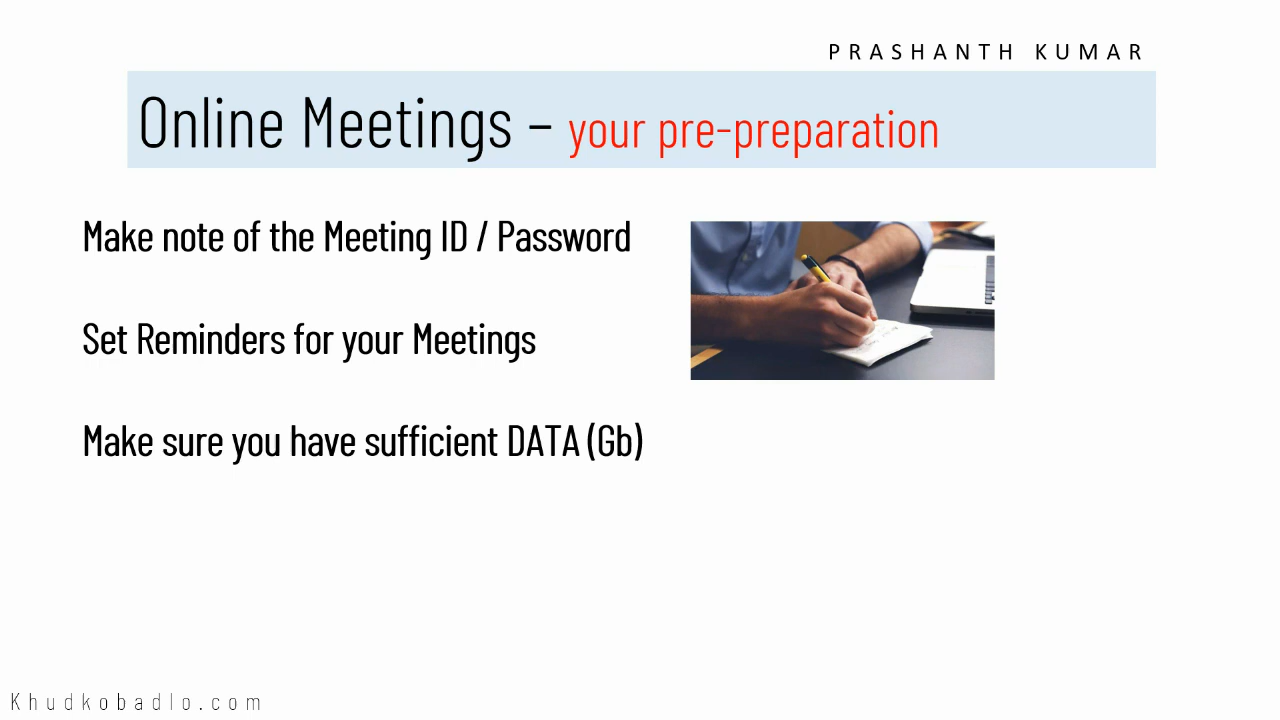 PRASHANTH KUMAR
Online Meetings – your pre-preparation
Make note of the Meeting ID / Password
Set Reminders for your Meetings
Make sure you have sufficient DATA (Gb)
Khudkobadlo.com